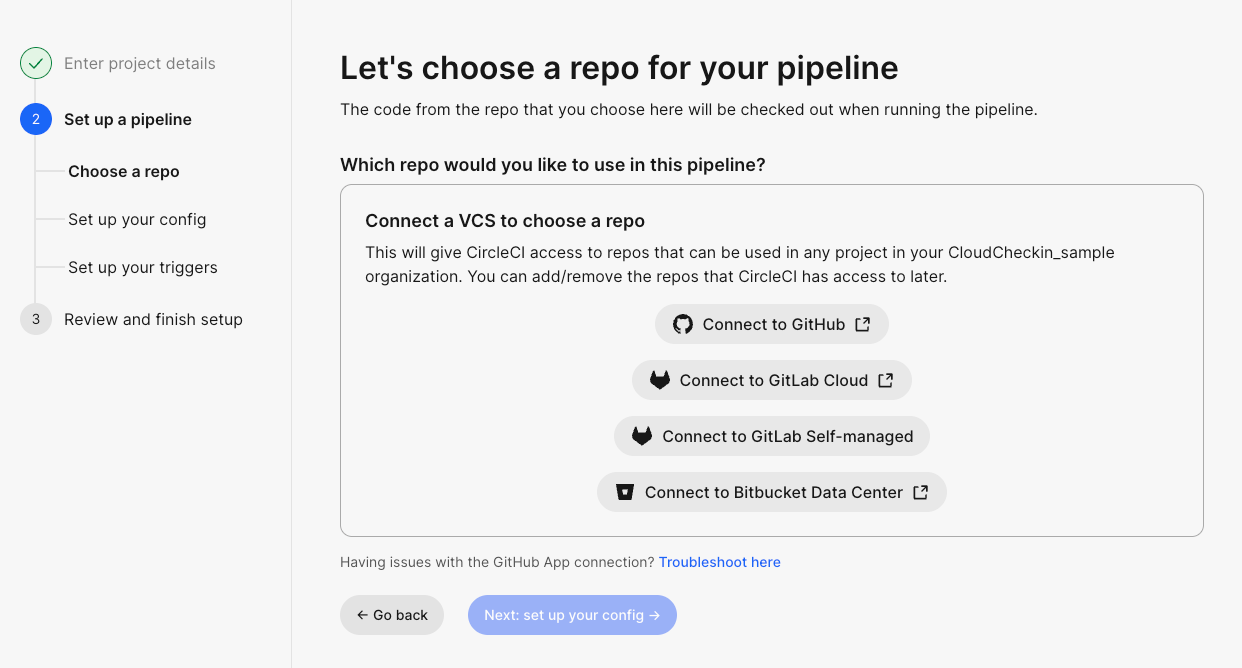 Enter project details
2 Set up a pipeline
Choose a repo
Set up your config
Set up your triggers
3 Review and finish setup
Let's choose a repo for your pipeline
The code from the repo that you choose here will be checked out when running the pipeline.
Which repo would you like to use in this pipeline?
Connect a VCS to choose a repo
This will give CircleCI access to repos that can be used in any project in your CloudCheckin_sample
organization. You can add/remove the repos that CircleCI has access to later.
Connect to GitHub
Connect to GitLab Cloud
Connect to GitLab Self-managed
Connect to Bitbucket Data Center
Having issues with the GitHub App connection? Troubleshoot here
← Go back
Next: set up your config →